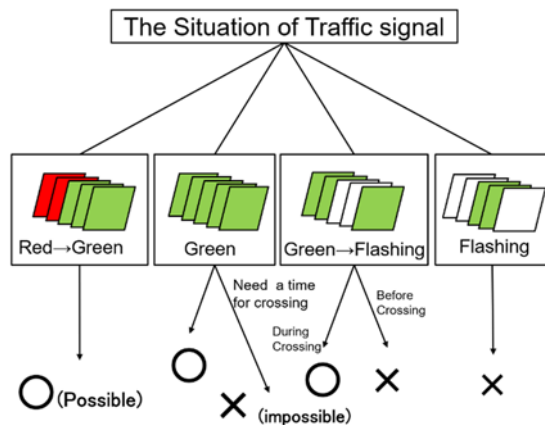 The Situation of Traffic signal
Red→Green
Green
Green→Flashing
Flashing
Need a time
for crossing
Before
Crossing
During
Crossing
(Possible)
(impossible)